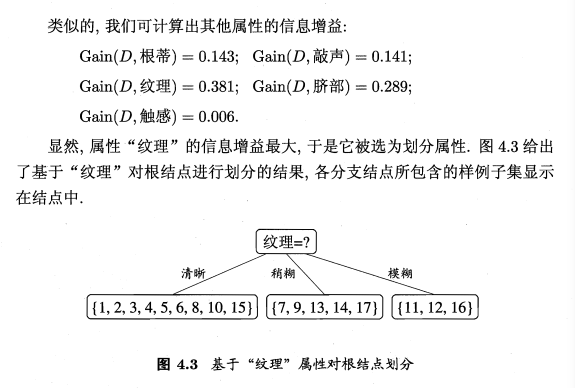 类似的, 我们可计算出其他属性的信息增益:
Gain(D, 根蒂) = 0.143; Gain(D, 敲声) = 0.141;
Gain(D, 纹理) = 0.381; Gain(D, 脐部) = 0.289;
Gain(D, 触感) = 0.006.
显然, 属性“纹理”的信息增益最大, 于是它被选为划分属性. 图 4.3 给出
了基于“纹理”对根结点进行划分的结果, 各分支结点所包含的样例子集显示
在结点中.
纹理=?
清晰 稍糊 模糊
{1, 2, 3, 4, 5, 6, 8, 10, 15} {7, 9, 13, 14, 17} {11, 12, 16}
图 4.3 基于“纹理”属性对根结点划分